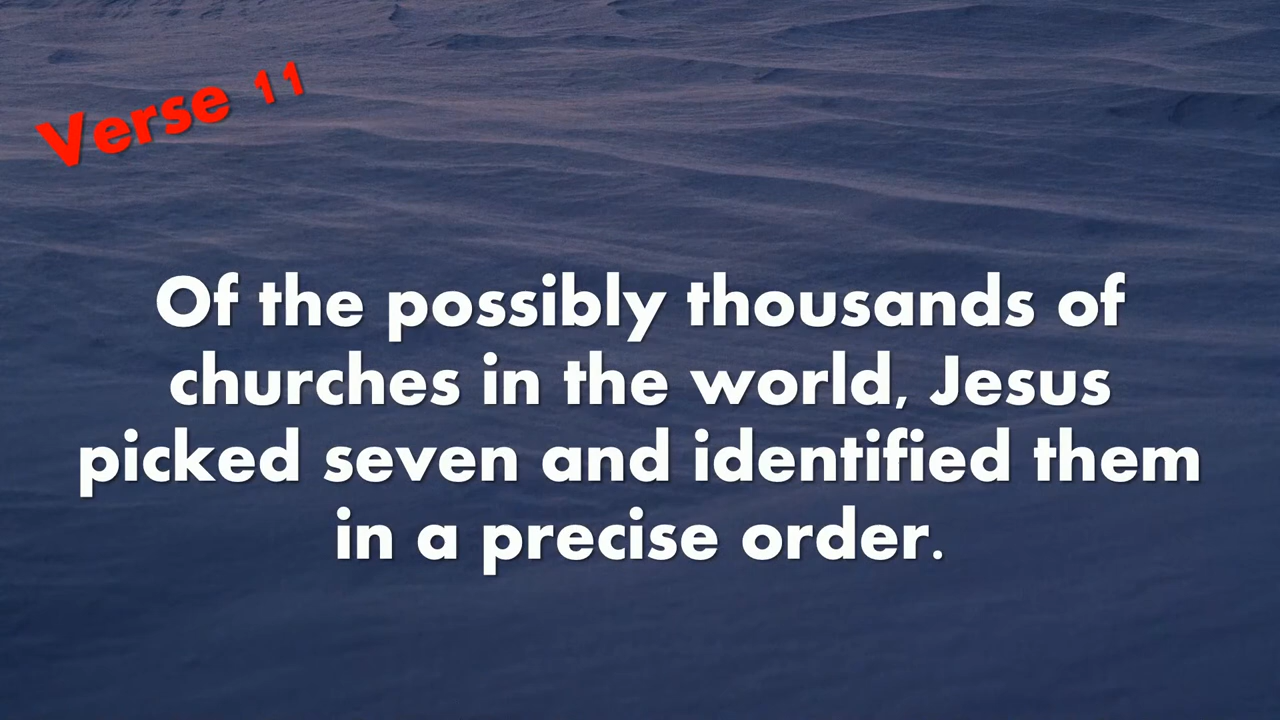 Verse 11
Of the possibly thousands of
churches in the world, Jesus
picked seven and identified them
in a precise order.